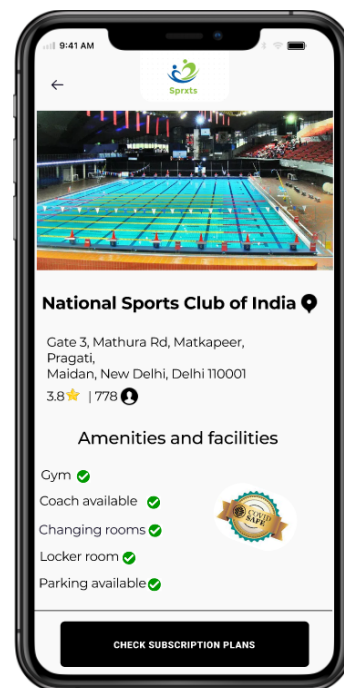 9:41 AM
Sprxts
National Sports Club of India
Gate 3, Mathura Rd, Matkapeer,
Pragati,
Maidan, New Delhi, Delhi 110001
3.8 | 778
Amenities and facilities
Gym
Coach available
Changing rooms
Locker room
Parking available
COVID
SAFE
CHECK SUBSCRIPTION PLANS